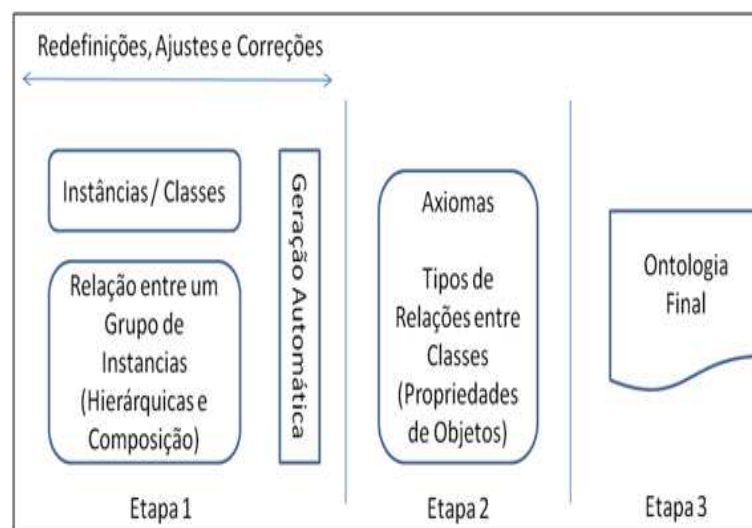 Redefinições, Ajustes e Correções
Instâncias / Classes
Relação entre um
Grupo de
Instancias
(Hierárquicas e
Composição)
Geração Automática
Etapa 1
Axiomas
Tipos de
Relações entre
Classes
(Propriedades
de Objetos)
Etapa 2
Ontologia
Final
Etapa 3